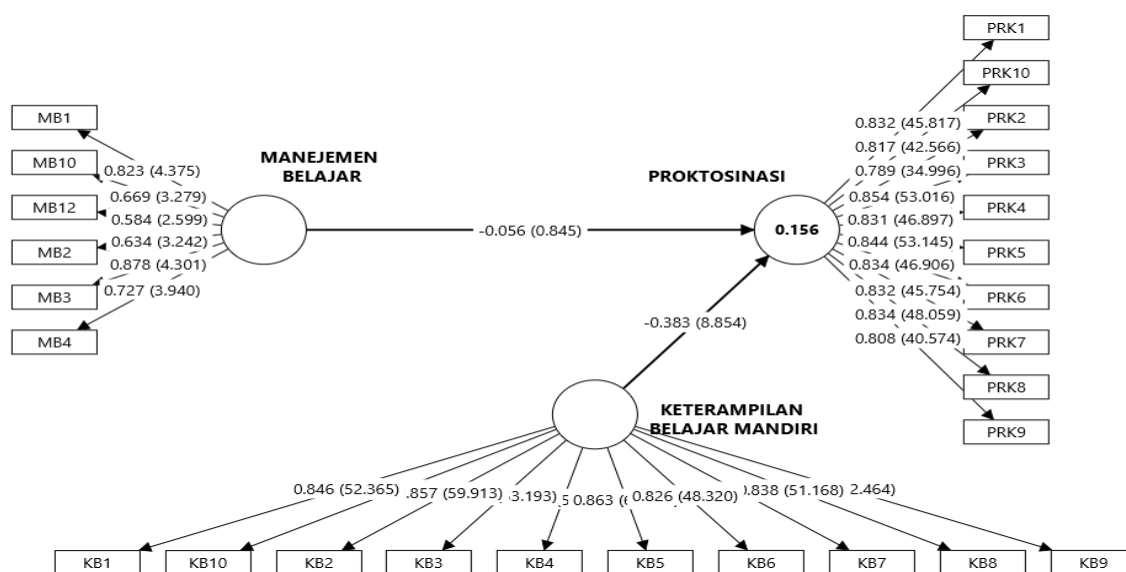 PRK1
PRK10
PRK2
PRK3
PRK4
PRK5
PRK6
PRK7
PRK8
PRK9
0.832 (45.817)
0.817 (42.566)
0.789 (34.996)
0.854 (53.016)
0.831 (46.897)
0.844 (53.145)
0.834 (46.906)
0.832 (45.754)
0.834 (48.059)
0.808 (40.574)
MB1
MB10
MB12
MB2
MB3
MB4
0.823 (4.375)
0.669 (3.279)
0.584 (2.599)
0.634 (3.242)
0.878 (4.301)
0.727 (3.940)
MANEJEMEN
BELAJAR
PROKTOSINASI
-0.056 (0.845)
0.156
-0.383 (8.854)
KETERAMPILAN
BELAJAR MANDIRI
0.846 (52.365) .857 (59.913) 3.193) 0.863 0.826 (48.320) 0.838 (51.168) 2.464)
KB1 KB10 KB2 KB3 KB4 KB5 KB6 KB7 KB8 KB9